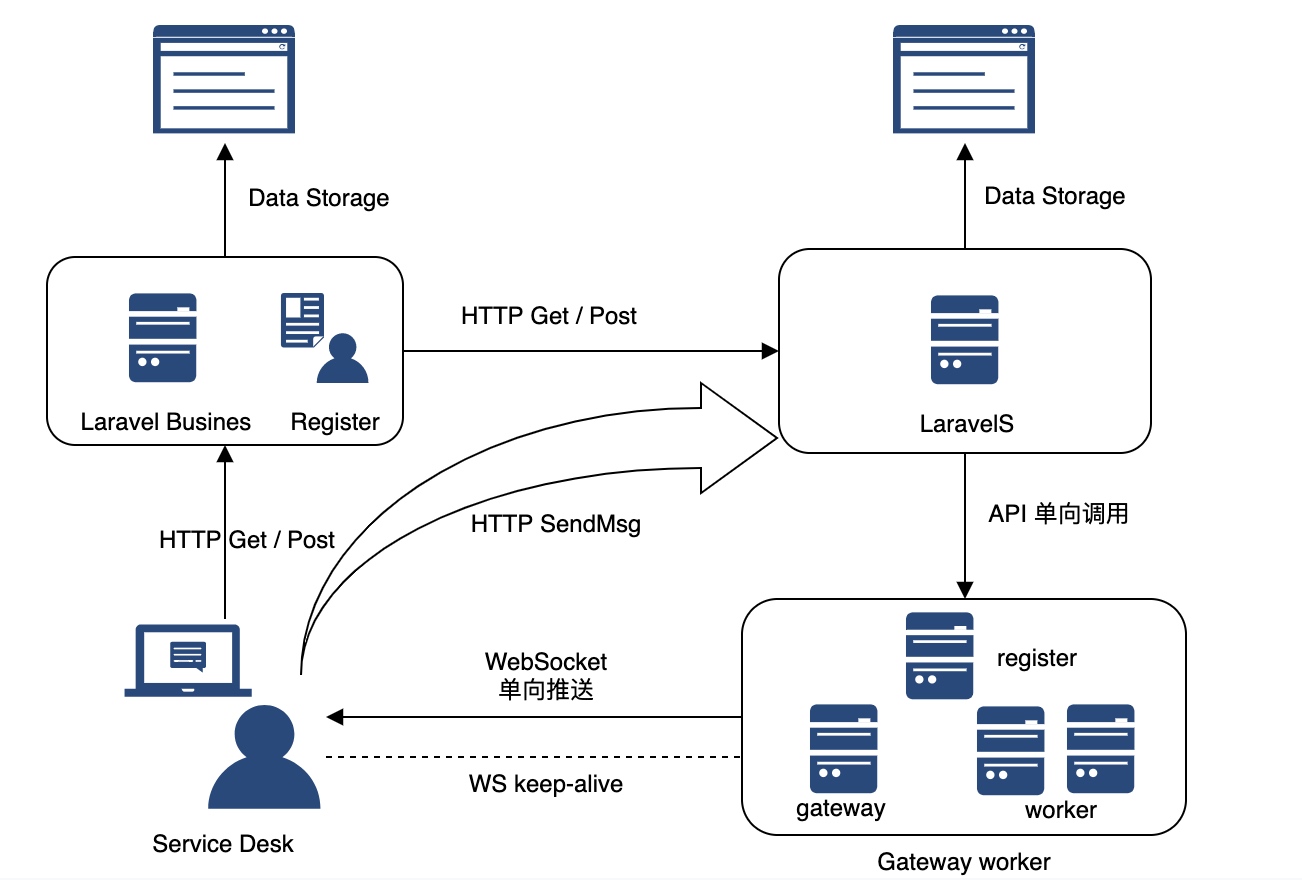 Data Storage
Data Storage
HTTP Get / Post
Laravel Busines
Register
LaravelS
HTTP SendMsg
API 单向调用
HTTP Get / Post
WebSocket
单向推送
register
WS keep-alive
gateway
worker
Service Desk
Gateway worker